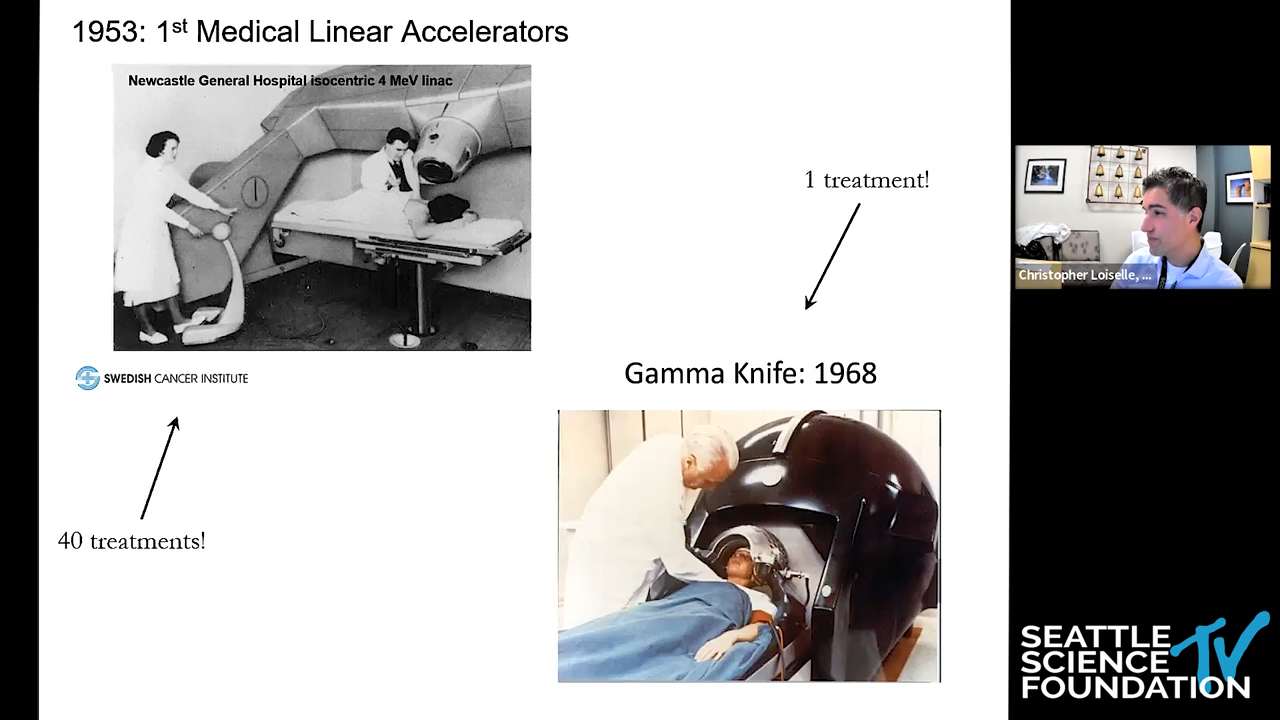 1953: 1st Medical Linear Accelerators
Newcastle General Hospital isocentric 4 MeV linac
1 treatment!
Christopher Loiselle, ...
Gamma Knife: 1968
SWEDISH CANCER INSTITUTE
40 treatments!
SEATTLE
SCIENCE
FOUNDATION
TV